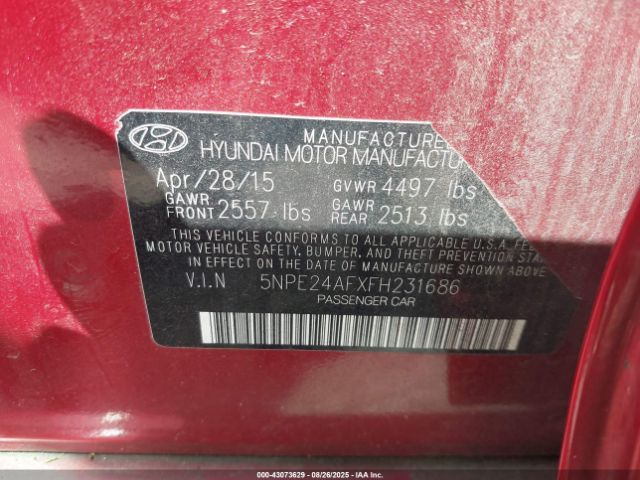 MANUFACTURED
HYUNDAI MOTOR MANUFACTUR
Apr/28/15 GVWR 4497 lbs
GAWR FRONT 2557 lbs GAWR REAR 2513 lbs
THIS VEHICLE CONFORMS TO ALL APPLICABLE U.S.A. FE
MOTOR VEHICLE SAFETY, BUMPER, AND THEFT PREVENTION STA
IN EFFECT ON THE DATE OF MANUFACTURE SHOWN ABOVE
V.I.N 5NPE24AFXFH231686
PASSENGER CAR
000-43073629 - 08/26/2025 - IAA Inc.